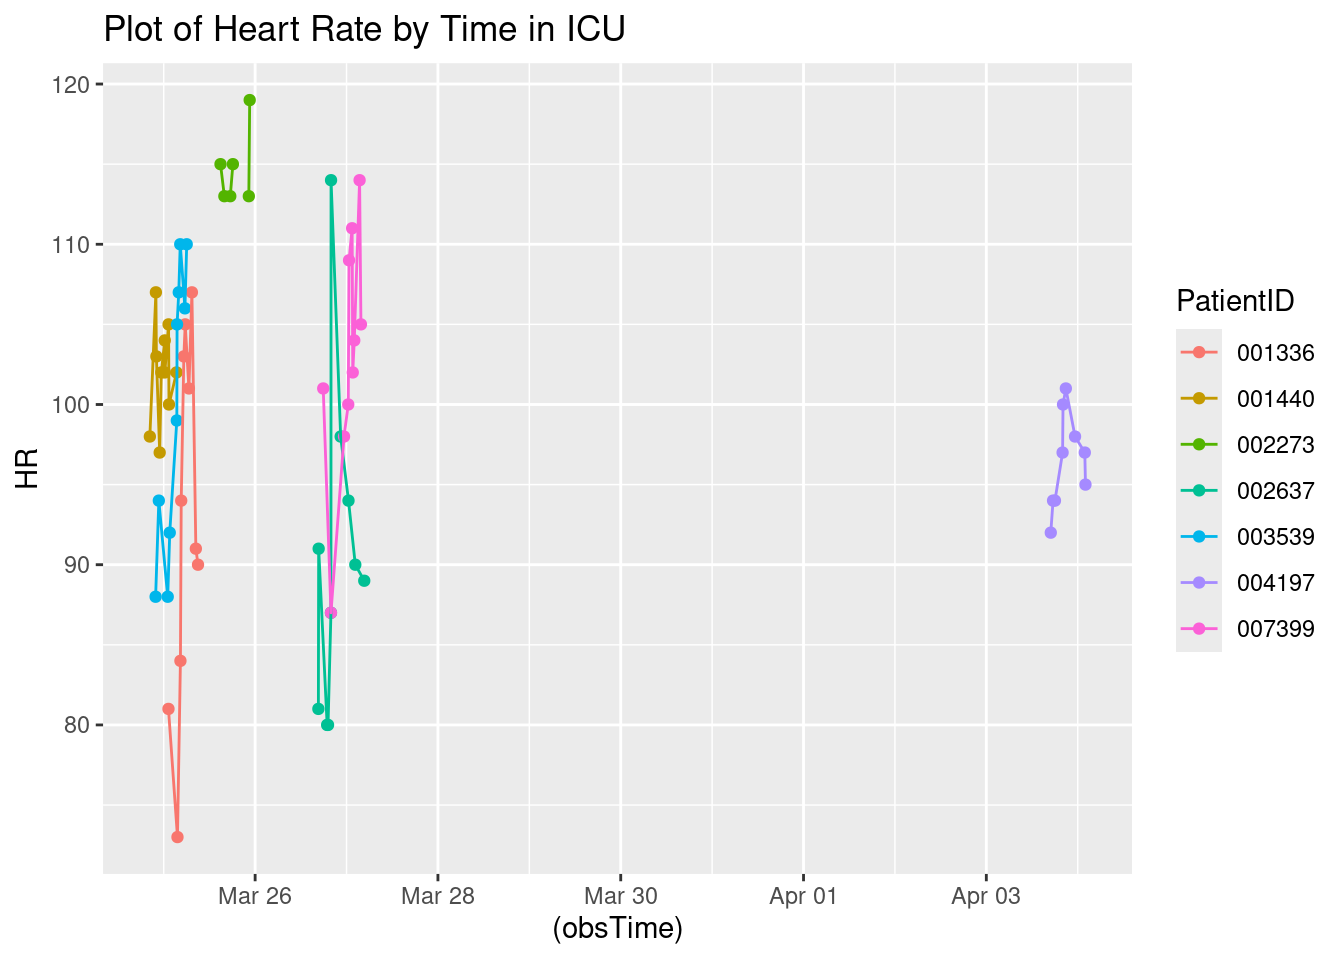 Plot of Heart Rate by Time in ICU
120
110
100
90
80
HR
Mar 26
Mar 28
Mar 30
Apr 01
Apr 03
(obsTime)
PatientID
001336
001440
002273
002637
003539
004197
007399